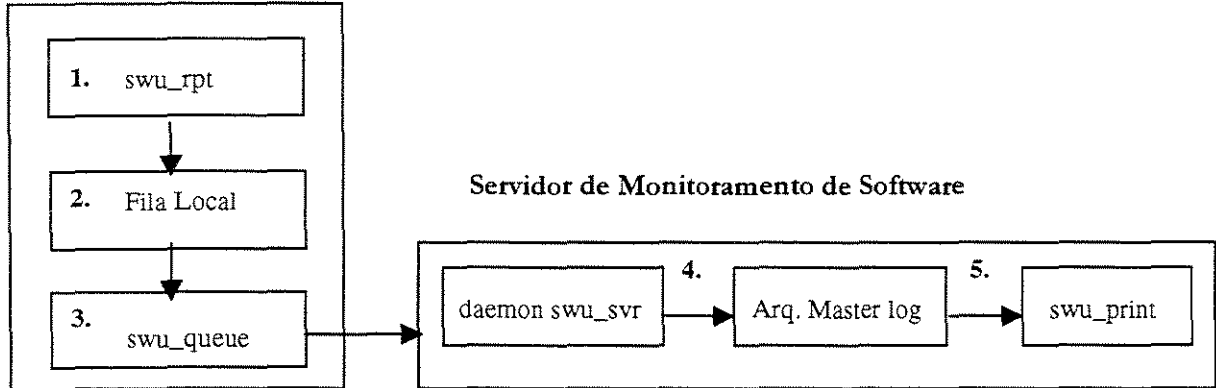 1. swu_rpt
2. Fila Local
3. swu_queue
Servidor de Monitoramento de Software
daemon swu_svr
4.
Arq. Master log
5.
swu_print